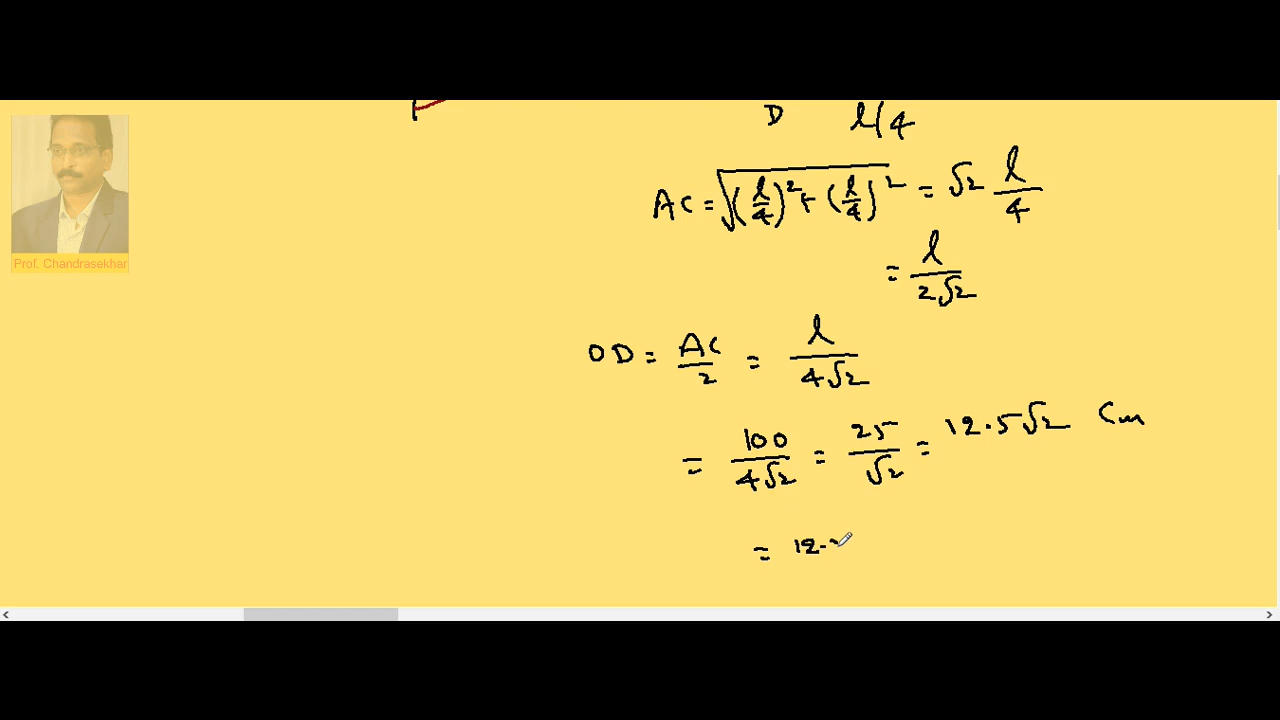 D l/4
AC = √(l/4)² + (l/4)² = √2 l/4
= l/2√2
OD = AC/2 = l/4√2
= 100/4√2 = 25/√2 = 12.5√2 Cm
= 12.
Prof. Chandrasekhar